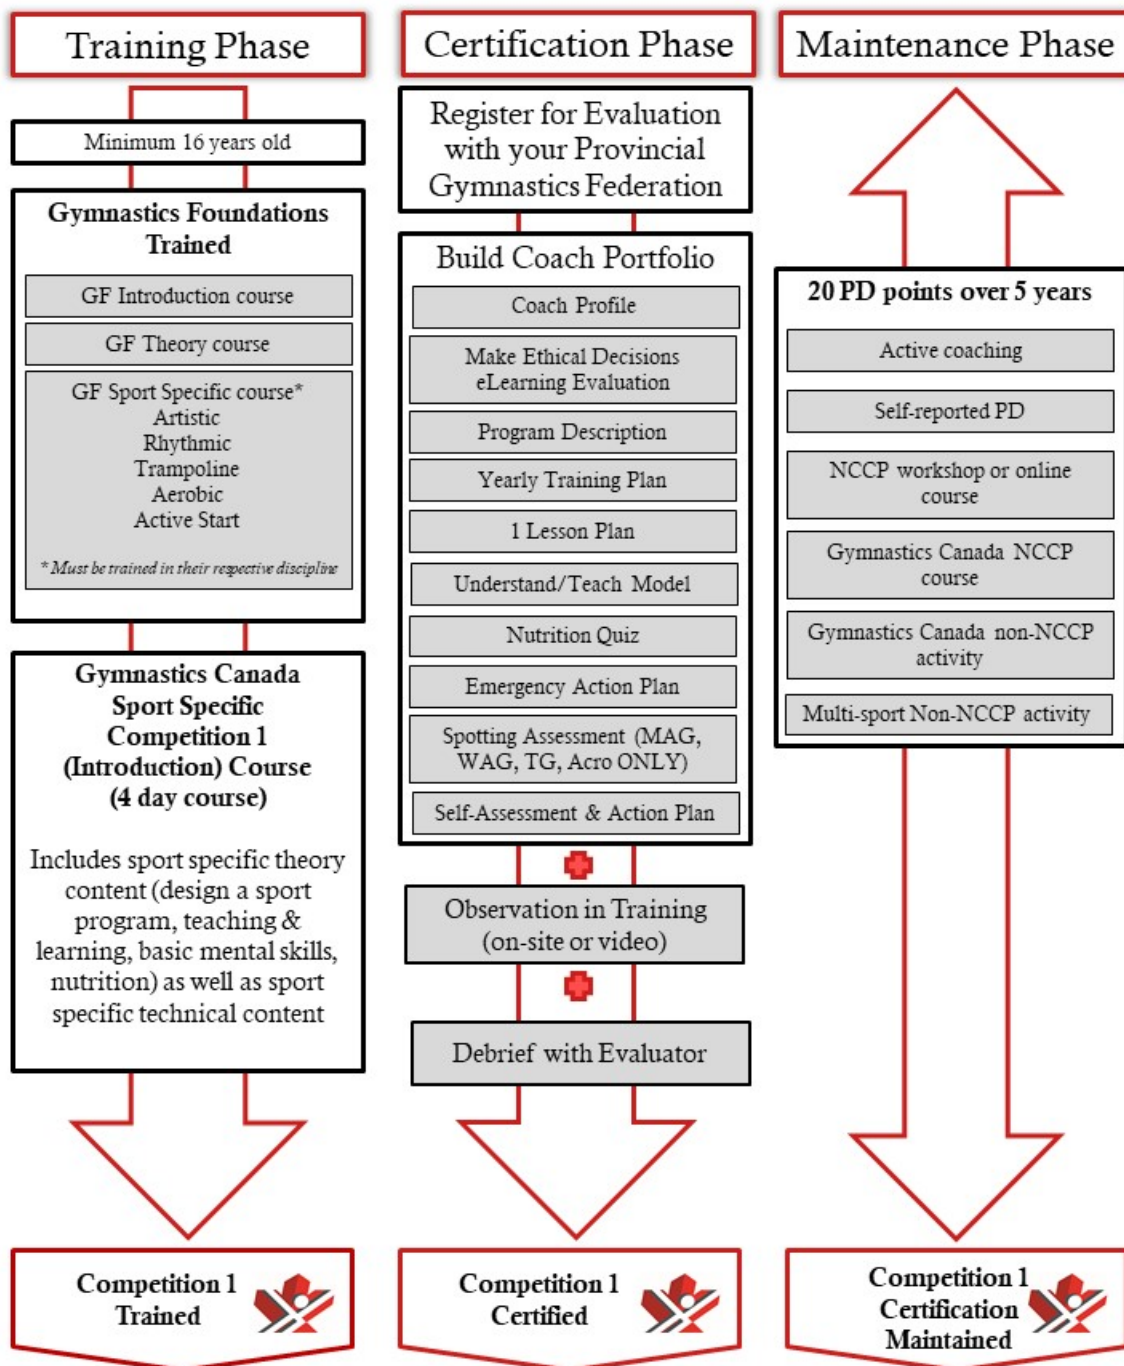 Training Phase
Minimum 16 years old
Gymnastics Foundations
Trained
GF Introduction course
GF Theory course
GF Sport Specific course*
Artistic
Rhythmic
Trampoline
Aerobic
Active Start
* Must be trained in their respective discipline
Gymnastics Canada
Sport Specific
Competition 1
(Introduction) Course
(4 day course)
Includes sport specific theory
content (design a sport
program, teaching &
learning, basic mental skills,
nutrition) as well as sport
specific technical content
Competition 1
Trained
Certification Phase
Register for Evaluation
with your Provincial
Gymnastics Federation
Build Coach Portfolio
Coach Profile
Make Ethical Decisions
eLearning Evaluation
Program Description
Yearly Training Plan
1 Lesson Plan
Understand/Teach Model
Nutrition Quiz
Emergency Action Plan
Spotting Assessment (MAG,
WAG, TG, Acro ONLY)
Self-Assessment & Action Plan
Observation in Training
(on-site or video)
Debrief with Evaluator
Competition 1
Certified
Maintenance Phase
20 PD points over 5 years
Active coaching
Self-reported PD
NCCP workshop or online
course
Gymnastics Canada NCCP
course
Gymnastics Canada non-NCCP
activity
Multi-sport Non-NCCP activity
Competition 1
Certification
Maintained